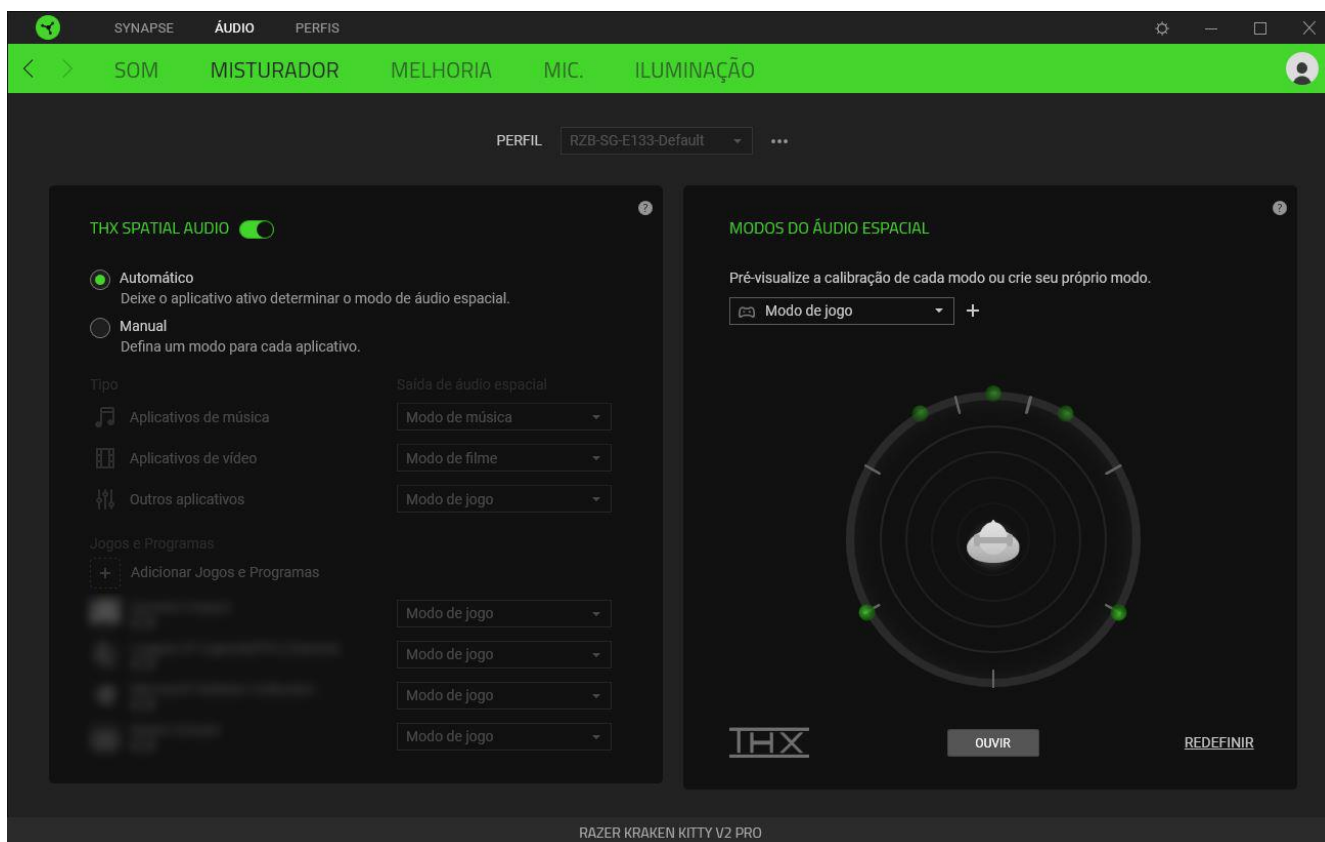 SYNAPSE ÁUDIO PERFIS
SOM MISTURADOR MELHORIA MIC. ILUMINAÇÃO
PERFIL RZB-SG-E133-Default
THX SPATIAL AUDIO
Automático
Deixe o aplicativo ativo determinar o modo de áudio espacial.
Manual
Defina um modo para cada aplicativo.
Tipo Saída de áudio espacial
Aplicativos de música Modo de música
Aplicativos de vídeo Modo de filme
Outros aplicativos Modo de jogo
Jogos e Programas
Adicionar Jogos e Programas
Modo de jogo
Modo de jogo
Modo de jogo
Modo de jogo
MODOS DO ÁUDIO ESPACIAL
Pré-visualize a calibração de cada modo ou crie seu próprio modo.
Modo de jogo
THX OUVIR REDEFINIR
RAZER KRAKEN KITTY V2 PRO